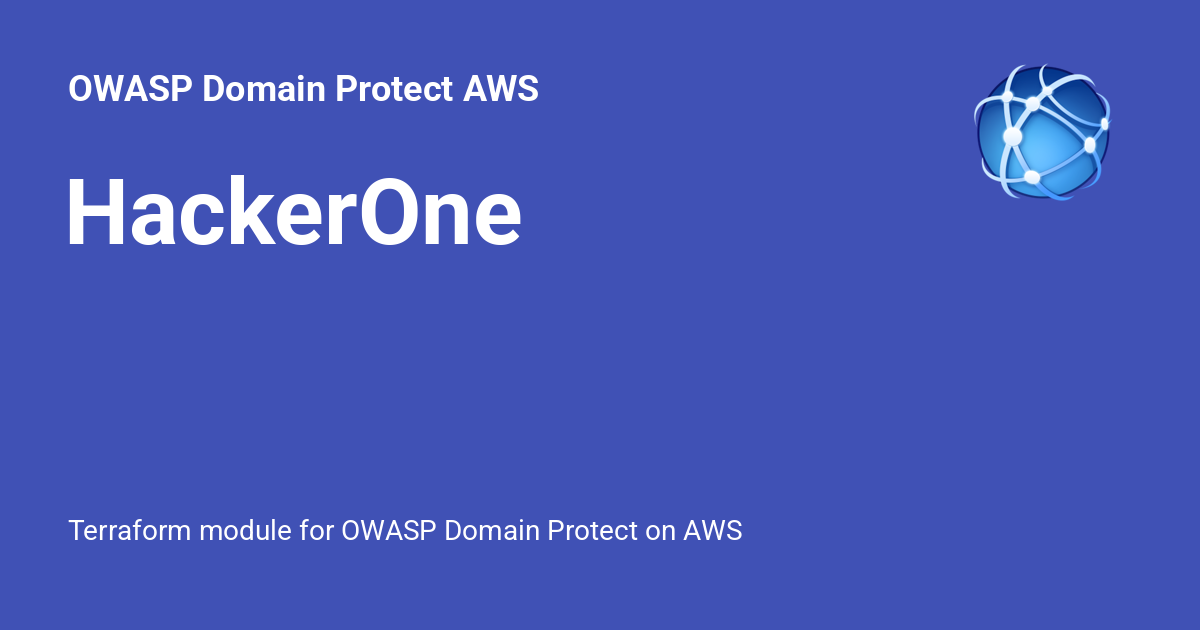 OWASP Domain Protect AWS
HackerOne
Terraform module for OWASP Domain Protect on AWS